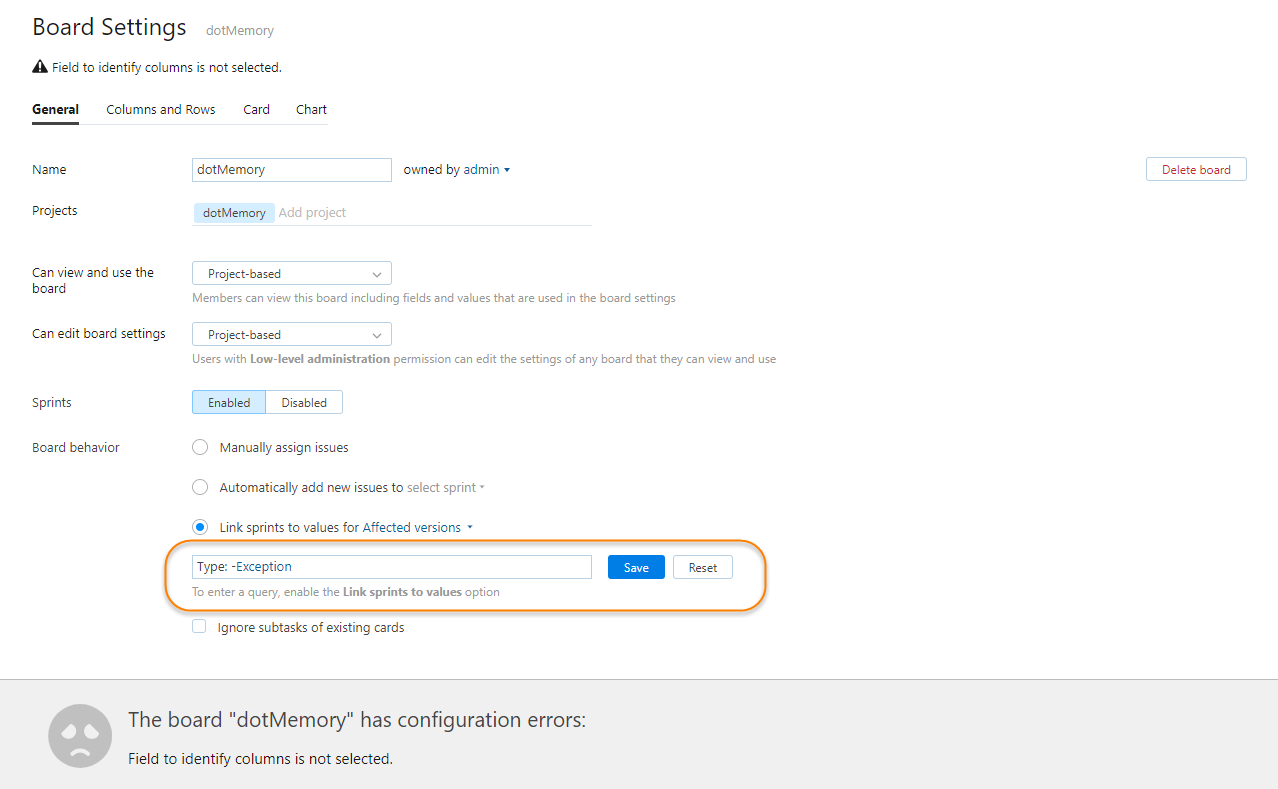 Board Settings dotMemory
Field to identify columns is not selected.
General Columns and Rows Card Chart
Name dotMemory owned by admin Delete board
Projects dotMemory Add project
Can view and use the board Project-based
Members can view this board including fields and values that are used in the board settings
Can edit board settings Project-based
Users with Low-level administration permission can edit the settings of any board that they can view and use
Sprints Enabled Disabled
Board behavior Manually assign issues
Automatically add new issues to select sprint
Link sprints to values for Affected versions
Type: -Exception Save Reset
To enter a query, enable the Link sprints to values option
Ignore subtasks of existing cards
The board "dotMemory" has configuration errors:
Field to identify columns is not selected.